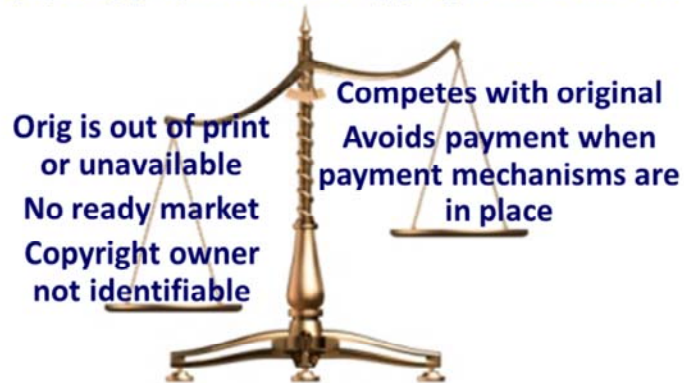 Orig is out of print
or unavailable
No ready market
Copyright owner
not identifiable
Competes with original
Avoids payment when
payment mechanisms are
in place